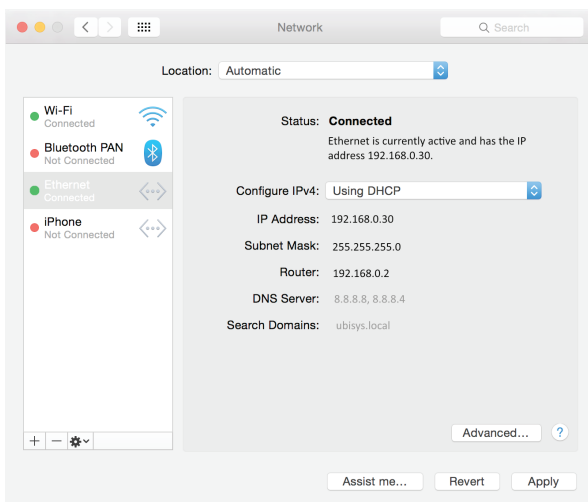 Network
Search
Location: Automatic
Wi-Fi
Connected
Bluetooth PAN
Not Connected
Ethernet
Connected
iPhone
Not Connected
Status: Connected
Ethernet is currently active and has the IP
address 192.168.0.30.
Configure IPv4: Using DHCP
IP Address: 192.168.0.30
Subnet Mask: 255.255.255.0
Router: 192.168.0.2
DNS Server: 8.8.8.8, 8.8.8.4
Search Domains: ubisys.local
Advanced... ?
Assist me... Revert Apply